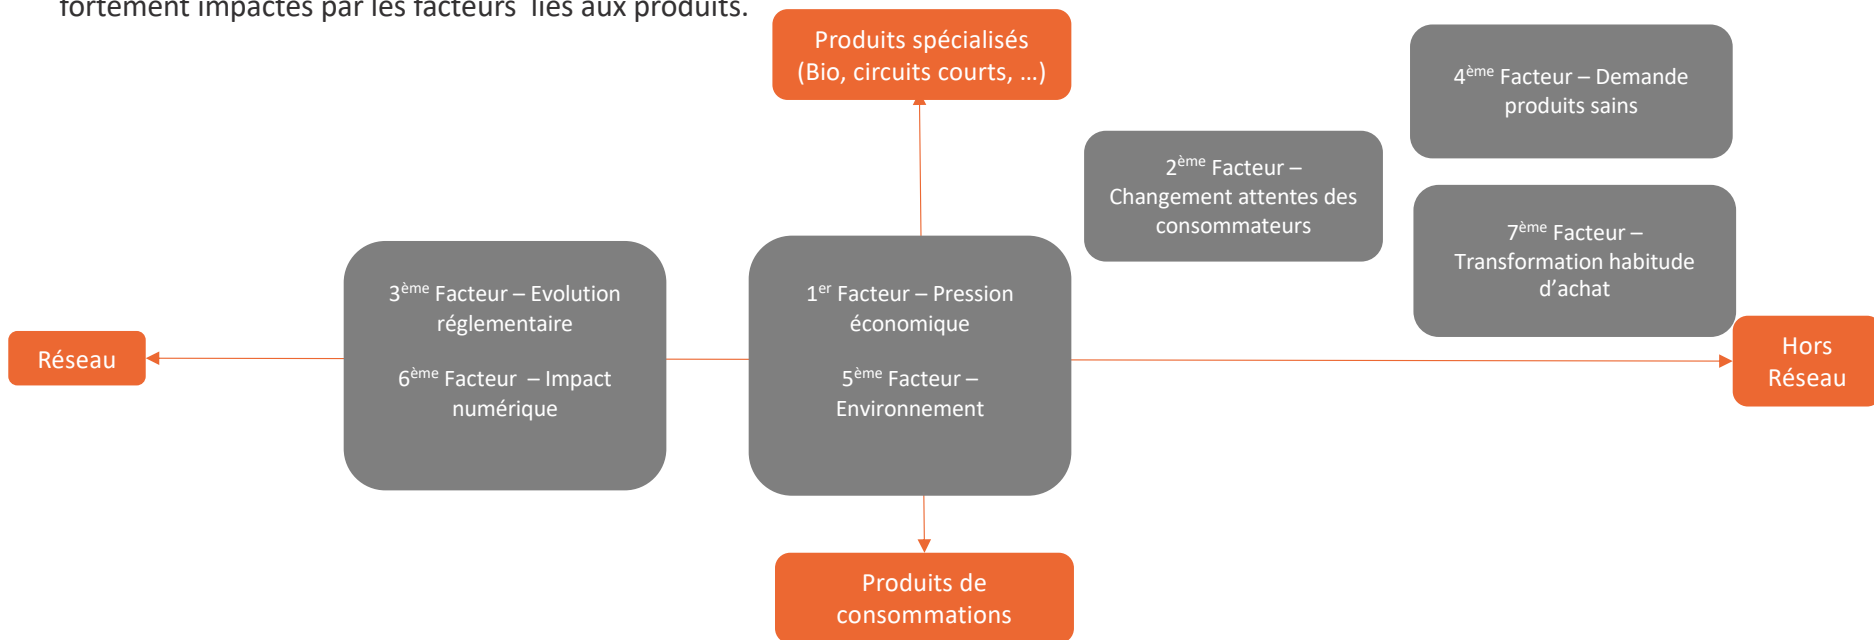 fortement impactés par les facteurs liés aux produits.
Produits spécialisés
(Bio, circuits courts, …)
4ème Facteur – Demande
produits sains
2ème Facteur –
Changement attentes des
consommateurs
7ème Facteur –
Transformation habitude
d’achat
3ème Facteur – Evolution
réglementaire
6ème Facteur – Impact
numérique
1er Facteur – Pression
économique
5ème Facteur –
Environnement
Réseau
Hors
Réseau
Produits de
consommations